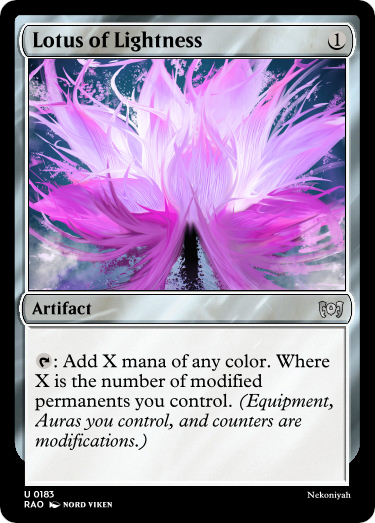 Lotus of Lightness 1
Artifact
: Add X mana of any color. Where
X is the number of modified
permanents you control. (Equipment,
Auras you control, and counters are
modifications.)
U 0183
RAO NORD VIKEN
Nekoniyah